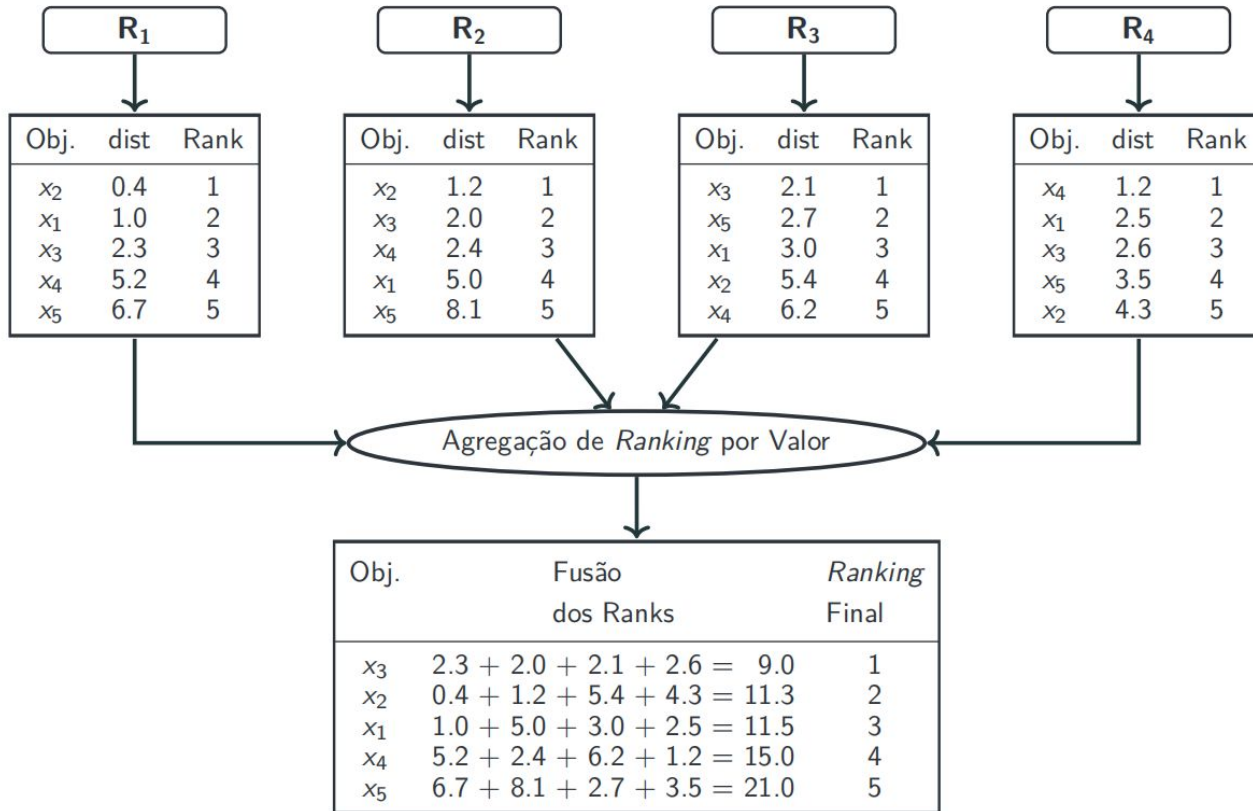 R₁ R₂ R₃ R₄
Obj. dist Rank Obj. dist Rank Obj. dist Rank Obj. dist Rank
x₂ 0.4 1 x₂ 1.2 1 x₃ 2.1 1 x₄ 1.2 1
x₁ 1.0 2 x₃ 2.0 2 x₅ 2.7 2 x₁ 2.5 2
x₃ 2.3 3 x₄ 2.4 3 x₁ 3.0 3 x₃ 2.6 3
x₄ 5.2 4 x₁ 5.0 4 x₂ 5.4 4 x₅ 3.5 4
x₅ 6.7 5 x₅ 8.1 5 x₄ 6.2 5 x₂ 4.3 5
Agregação de Ranking por Valor
Obj. Fusão Ranking
dos Ranks Final
x₃ 2.3 + 2.0 + 2.1 + 2.6 = 9.0 1
x₂ 0.4 + 1.2 + 5.4 + 4.3 = 11.3 2
x₁ 1.0 + 5.0 + 3.0 + 2.5 = 11.5 3
x₄ 5.2 + 2.4 + 6.2 + 1.2 = 15.0 4
x₅ 6.7 + 8.1 + 2.7 + 3.5 = 21.0 5